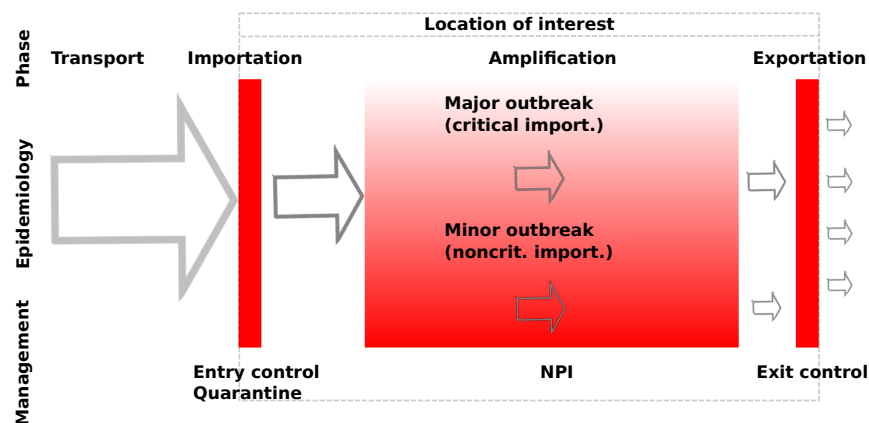 Location of interest
Phase
Transport
Importation
Amplification
Exportation
Epidemiology
Major outbreak
(critical import.)
Minor outbreak
(noncrit. import.)
Management
Entry control
Quarantine
NPI
Exit control